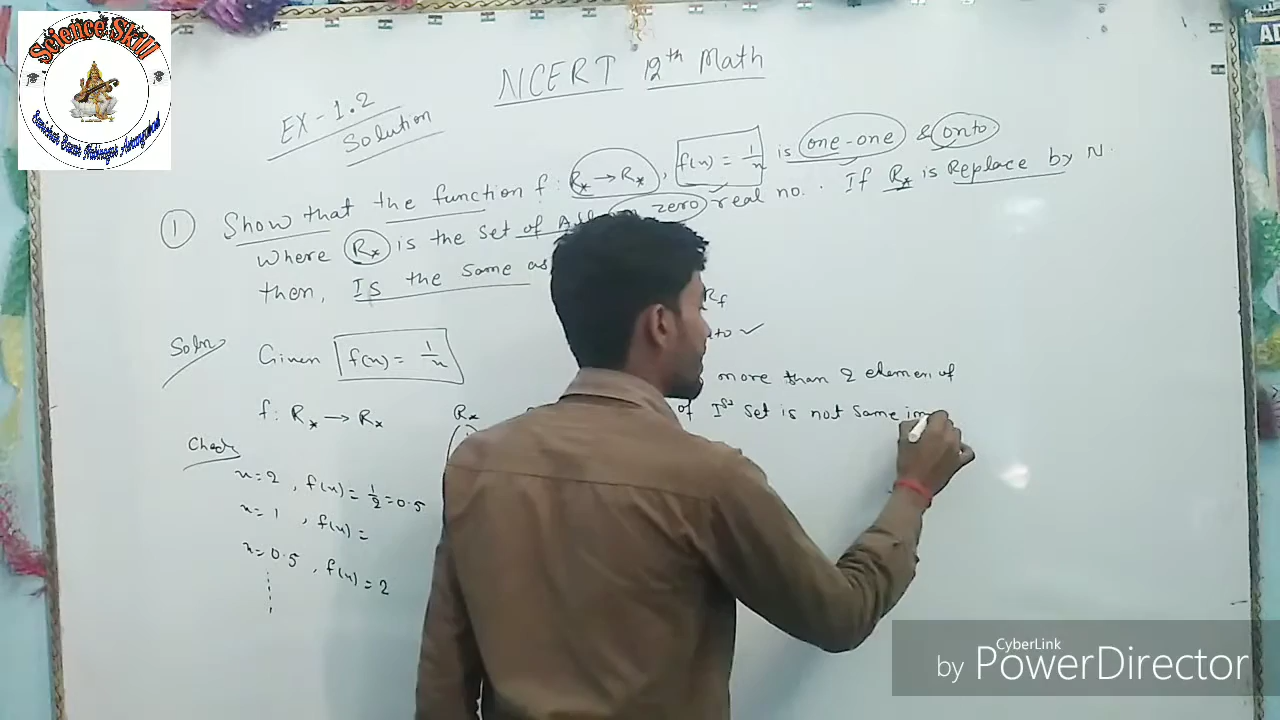 Science Skill
NCERT 12th Math
EX-1.2
Solution
① Show that the function f: R* → R*, f(x) = 1/x is one-one & onto
Where R* is the set of All zero real no. If R* is Replace by N.
then, Is the same as
Soln Given f(x) = 1/x
f: R* → R*
R*
Check
x=2, f(x) = 1/2 = 0.5
x=1, f(x) =
x=0.5, f(x) = 2
Rf
more than 2 elemen of
of Ist Set is not Same im
CyberLink
by PowerDirector